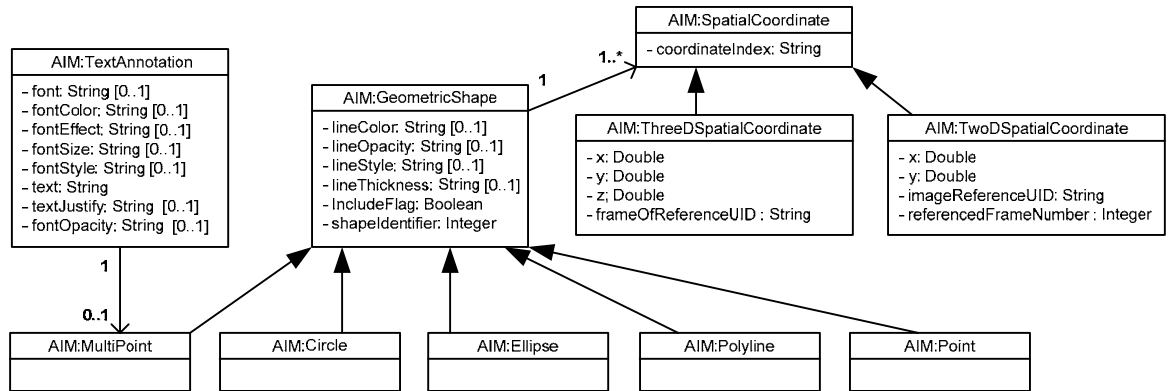 AIM:SpatialCoordinate
- coordinateIndex: String
AIM:TextAnnotation
- font: String [0..1]
- fontColor: String [0..1]
- fontEffect: String [0..1]
- fontSize: String [0..1]
- fontStyle: String [0..1]
- text: String
- textJustify: String [0..1]
- fontOpacity: String [0..1]
1
0..1
AIM:GeometricShape
- lineColor: String [0..1]
- lineOpacity: String [0..1]
- lineStyle: String [0..1]
- lineThickness: String [0..1]
- IncludeFlag: Boolean
- shapeIdentifier: Integer
1
1..*
AIM:ThreeDSpatialCoordinate
- x: Double
- y: Double
- z: Double
- frameOfReferenceUID : String
AIM:TwoDSpatialCoordinate
- x: Double
- y: Double
- imageReferenceUID: String
- referencedFrameNumber : Integer
AIM:MultiPoint
AIM:Circle
AIM:Ellipse
AIM:Polyline
AIM:Point